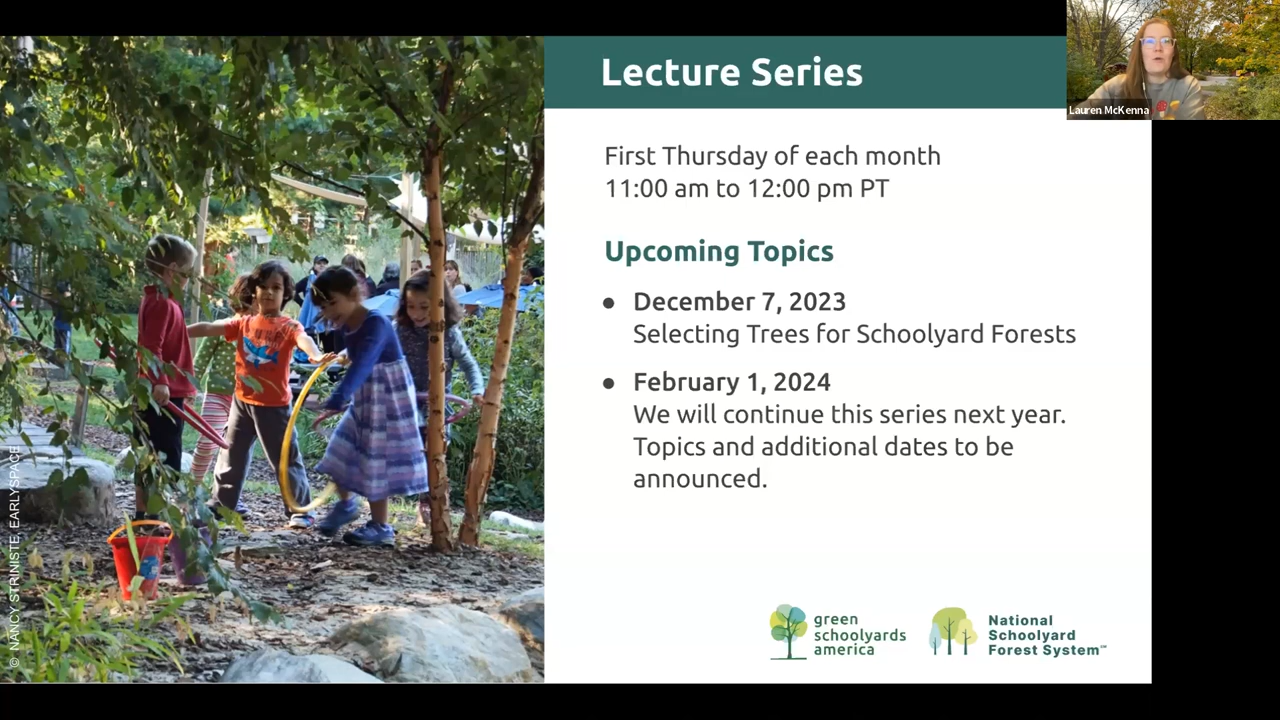 Lecture Series
Lauren McKenna
First Thursday of each month
11:00 am to 12:00 pm PT
Upcoming Topics
● December 7, 2023
Selecting Trees for Schoolyard Forests
● February 1, 2024
We will continue this series next year.
Topics and additional dates to be
announced.
© NANCY STRINISTE, EARLYSPACE
green
schoolyards
america
National
Schoolyard
Forest System℠